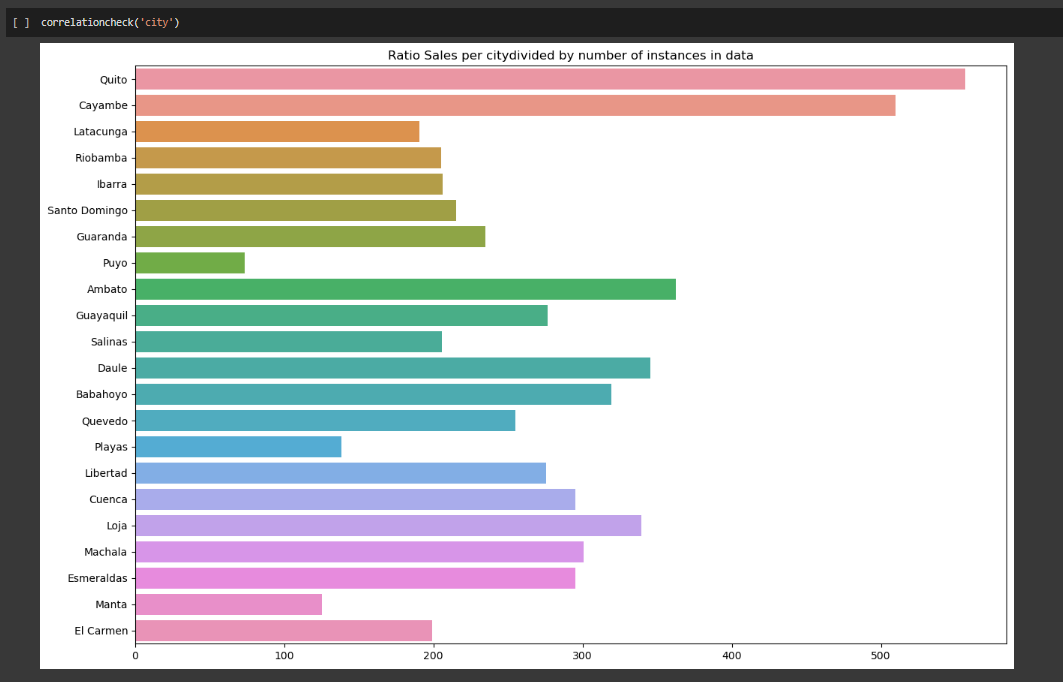 [ ] correlationcheck('city')
Ratio Sales per citydivided by number of instances in data
Quito
Cayambe
Latacunga
Riobamba
Ibarra
Santo Domingo
Guaranda
Puyo
Ambato
Guayaquil
Salinas
Daule
Babahoyo
Quevedo
Playas
Libertad
Cuenca
Loja
Machala
Esmeraldas
Manta
El Carmen
0 100 200 300 400 500